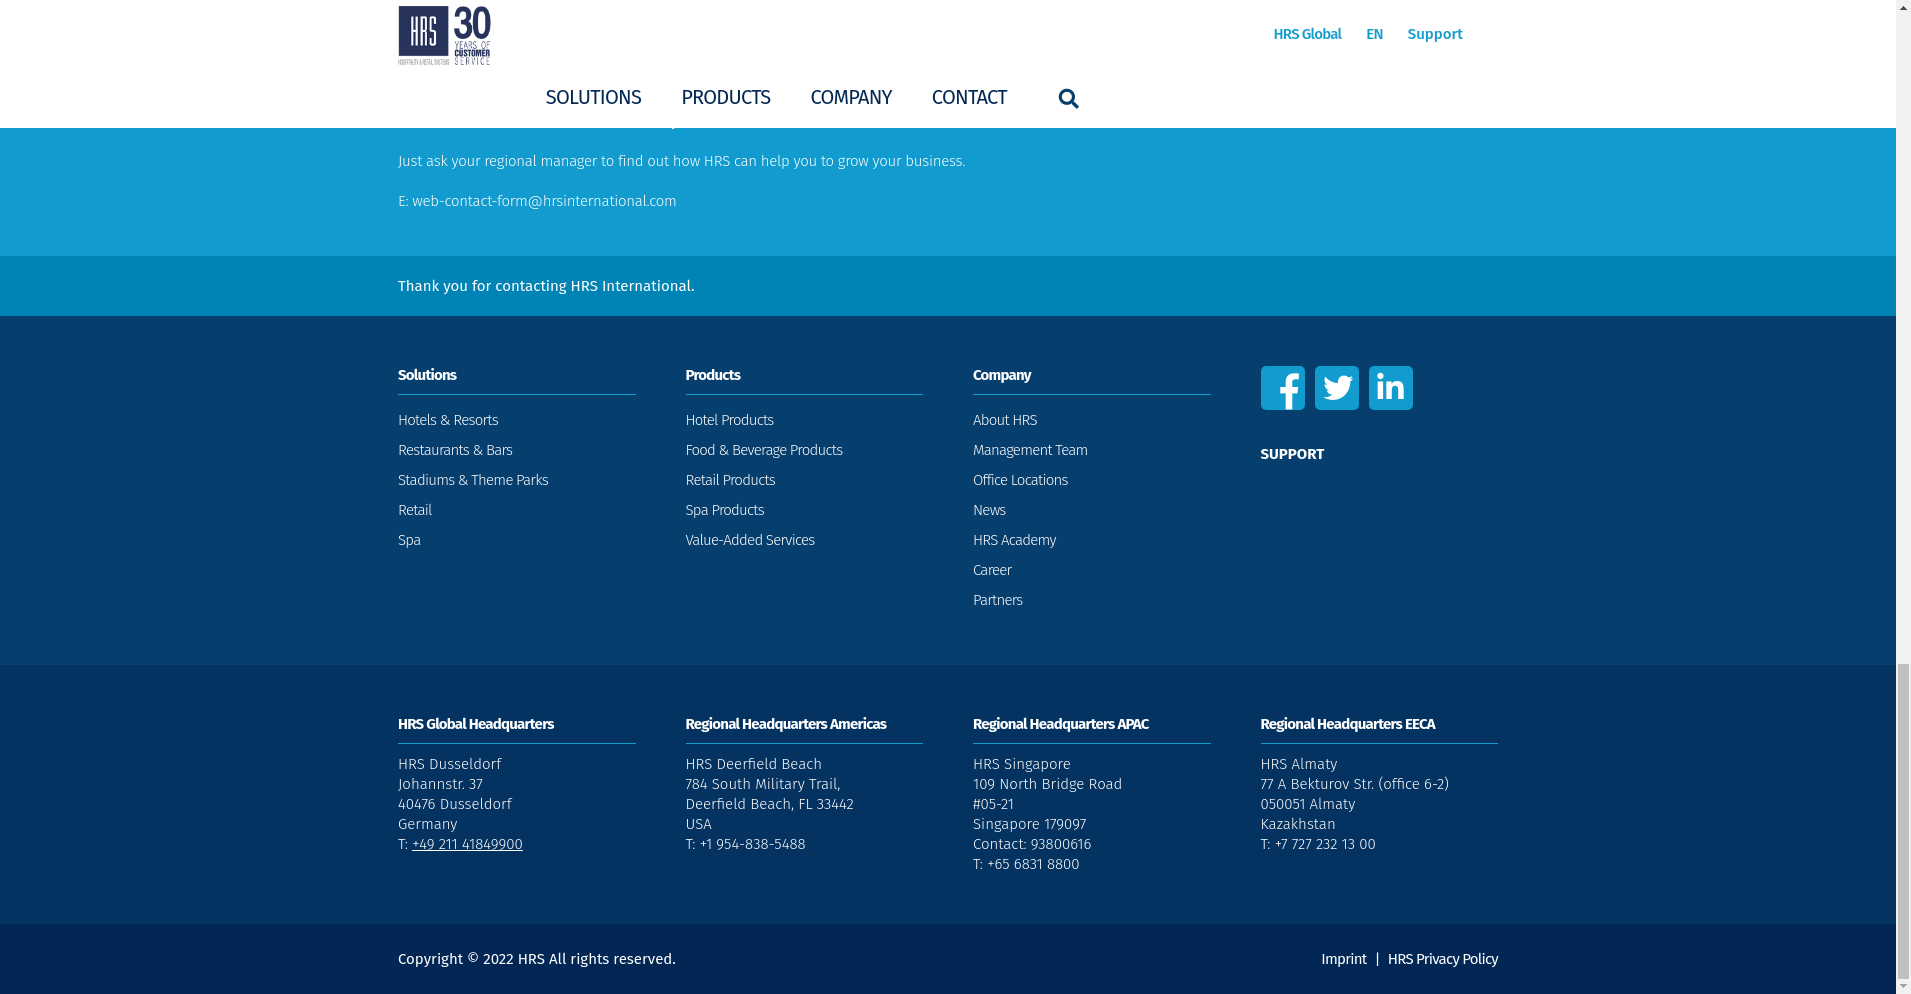 HRS
30
YEARS OF
CUSTOMER
SERVICE
HOSPITALITY & RETAIL SYSTEMS
HRS Global
EN
Support
SOLUTIONS
PRODUCTS
COMPANY
CONTACT
Just ask your regional manager to find out how HRS can help you to grow your business.
E: web-contact-form@hrsinternational.com
Thank you for contacting HRS International.
Solutions
Hotels & Resorts
Restaurants & Bars
Stadiums & Theme Parks
Retail
Spa
Products
Hotel Products
Food & Beverage Products
Retail Products
Spa Products
Value-Added Services
Company
About HRS
Management Team
Office Locations
News
HRS Academy
Career
Partners
SUPPORT
HRS Global Headquarters
HRS Dusseldorf
Johannstr. 37
40476 Dusseldorf
Germany
T: +49 211 41849900
Regional Headquarters Americas
HRS Deerfield Beach
784 South Military Trail,
Deerfield Beach, FL 33442
USA
T: +1 954-838-5488
Regional Headquarters APAC
HRS Singapore
109 North Bridge Road
#05-21
Singapore 179097
Contact: 93800616
T: +65 6831 8800
Regional Headquarters EECA
HRS Almaty
77 A Bekturov Str. (office 6-2)
050051 Almaty
Kazakhstan
T: +7 727 232 13 00
Copyright © 2022 HRS All rights reserved.
Imprint | HRS Privacy Policy